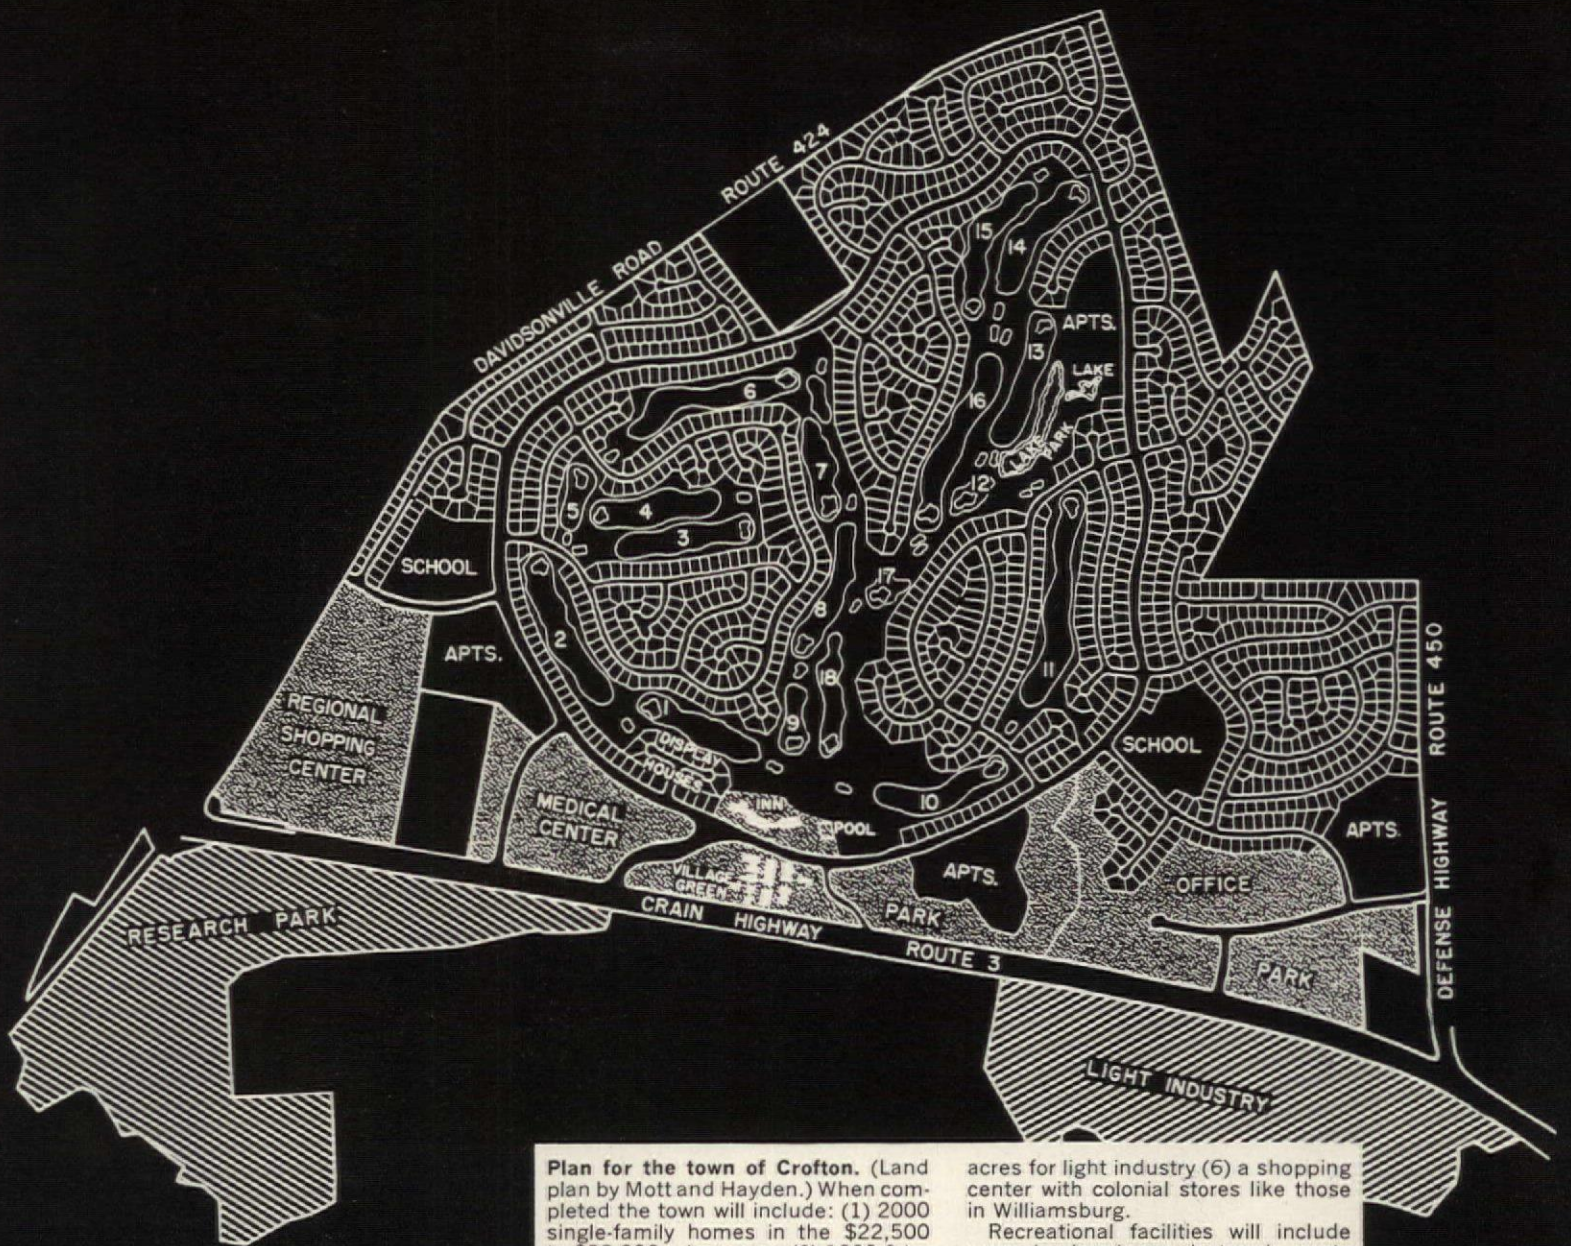 ROUTE 424
DAVIDSONVILLE ROAD
15
14
APTS.
13
LAKE
6
16
LAKE PARK
7
12
5
4
3
SCHOOL
17
8
2
APTS.
ROUTE 450
18
11
REGIONAL
SHOPPING
CENTER
1
9
SCHOOL
DISPLAY
HOUSES
MEDICAL
CENTER
INN
10
POOL
APTS.
VILLAGE
GREEN
APTS.
OFFICE
PARK
DEFENSE HIGHWAY
RESEARCH PARK
CRAIN HIGHWAY
ROUTE 3
PARK
LIGHT INDUSTRY
Plan for the town of Crofton. (Land
plan by Mott and Hayden.) When com-
pleted the town will include: (1) 2000
single-family homes in the $22,500
acres for light industry (6) a shopping
center with colonial stores like those
in Williamsburg.
Recreational facilities will include